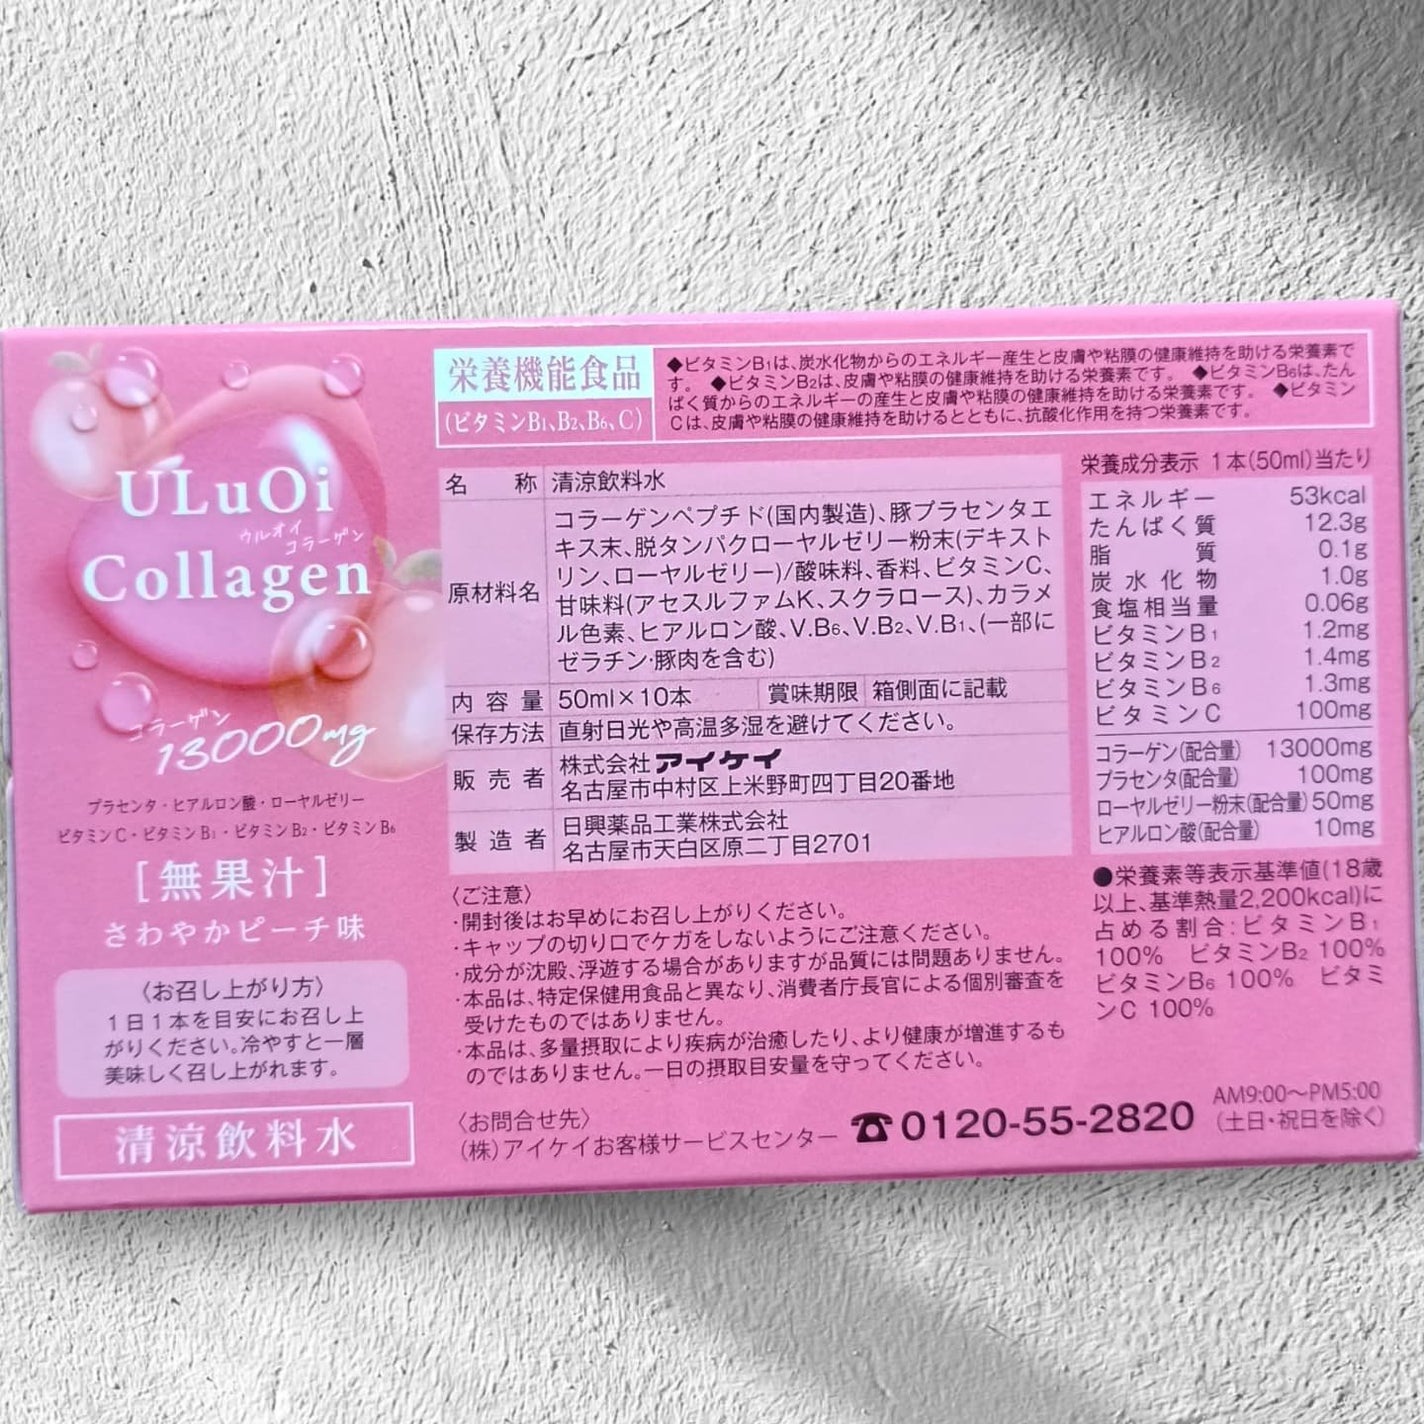 ULuOi
ウルオイ
コラーゲン
Collagen
コラーゲン
13000mg
プラセンタ・ヒアルロン酸・ローヤルゼリー
ビタミンC・ビタミンB1・ビタミンB2・ビタミンB6
[無果汁]
さわやかピーチ味
〈お召し上がり方〉
1日1本を目安にお召し上
がりください。冷やすと一層
美味しく召し上がれます。
清涼飲料水
栄養機能食品
(ビタミンB1、B2、B6、C)
◆ビタミンB1は、炭水化物からのエネルギー産生と皮膚や粘膜の健康維持を助ける栄養素で
す。 ◆ビタミンB2は、皮膚や粘膜の健康維持を助ける栄養素です。 ◆ビタミンB6は、たん
ぱく質からのエネルギーの産生と皮膚や粘膜の健康維持を助ける栄養素です。 ◆ビタミン
Cは、皮膚や粘膜の健康維持を助けるとともに、抗酸化作用を持つ栄養素です。
名称 清涼飲料水
原材料名
コラーゲンペプチド(国内製造)、豚プラセンタエ
キス末、脱タンパクローヤルゼリー粉末(デキスト
リン、ローヤルゼリー)/酸味料、香料、ビタミンC、
甘味料(アセスルファムK、スクラロース)、カラメ
ル色素、ヒアルロン酸、V.B6、V.B2、V.B1、(一部に
ゼラチン・豚肉を含む)
内容量 50ml×10本 賞味期限 箱側面に記載
保存方法 直射日光や高温多湿を避けてください。
販売者 株式会社アイケイ
名古屋市中村区上米野町四丁目20番地
製造者 日興薬品工業株式会社
名古屋市天白区原二丁目2701
〈ご注意〉
・開封後はお早めにお召し上がりください。
・キャップの切り口でケガをしないようにご注意ください。
・成分が沈殿、浮遊する場合がありますが品質には問題ありません。
・本品は、特定保健用食品と異なり、消費者庁長官による個別審査を
受けたものではありません。
・本品は、多量摂取により疾病が治癒したり、より健康が増進するも
のではありません。一日の摂取目安量を守ってください。
〈お問合せ先〉
(株)アイケイお客様サービスセンター ☎0120-55-2820
AM9:00〜PM5:00
(土日・祝日を除く)
栄養成分表示 1本(50ml)当たり
エネルギー 53kcal
たんぱく質 12.3g
脂質 0.1g
炭水化物 1.0g
食塩相当量 0.06g
ビタミンB1 1.2mg
ビタミンB2 1.4mg
ビタミンB6 1.3mg
ビタミンC 100mg
コラーゲン(配合量) 13000mg
プラセンタ(配合量) 100mg
ローヤルゼリー粉末(配合量) 50mg
ヒアルロン酸(配合量) 10mg
●栄養素等表示基準値(18歳
以上、基準熱量2,200kcal)に
占める割合：ビタミンB1
100% ビタミンB2 100%
ビタミンB6 100% ビタミ
ンC 100%